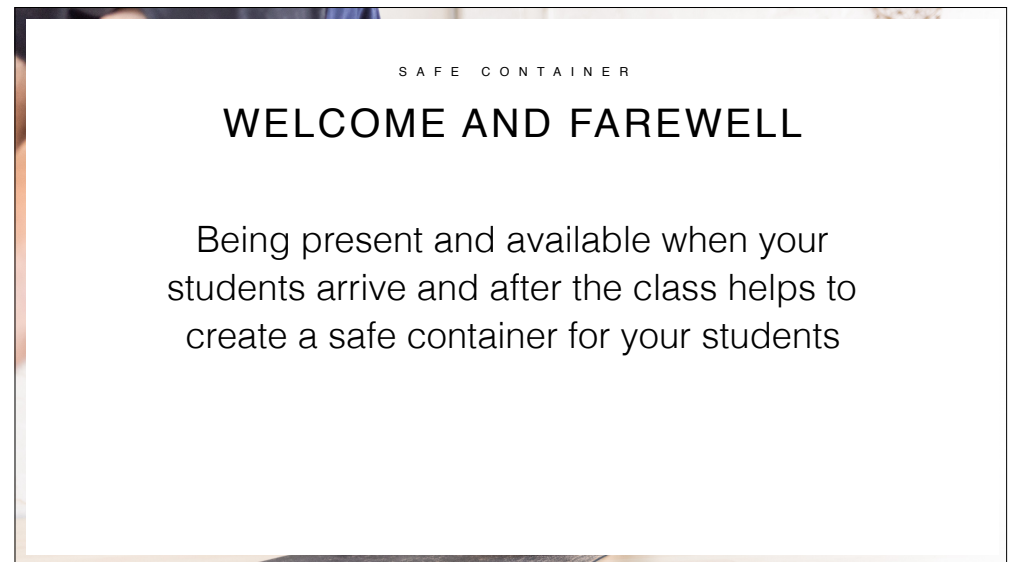 SAFE CONTAINER
WELCOME AND FAREWELL
Being present and available when your
students arrive and after the class helps to
create a safe container for your students